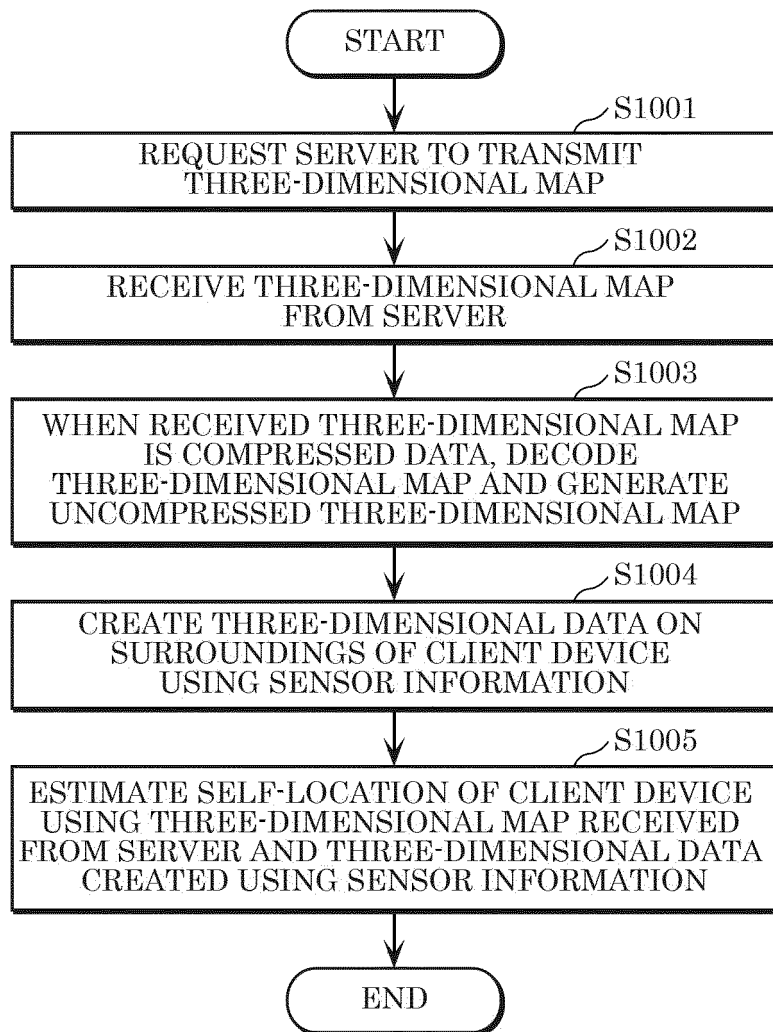 START
S1001
REQUEST SERVER TO TRANSMIT
THREE-DIMENSIONAL MAP
S1002
RECEIVE THREE-DIMENSIONAL MAP
FROM SERVER
S1003
WHEN RECEIVED THREE-DIMENSIONAL MAP
IS COMPRESSED DATA, DECODE
THREE-DIMENSIONAL MAP AND GENERATE
UNCOMPRESSED THREE-DIMENSIONAL MAP
S1004
CREATE THREE-DIMENSIONAL DATA ON
SURROUNDINGS OF CLIENT DEVICE
USING SENSOR INFORMATION
S1005
ESTIMATE SELF-LOCATION OF CLIENT DEVICE
USING THREE-DIMENSIONAL MAP RECEIVED
FROM SERVER AND THREE-DIMENSIONAL DATA
CREATED USING SENSOR INFORMATION
END